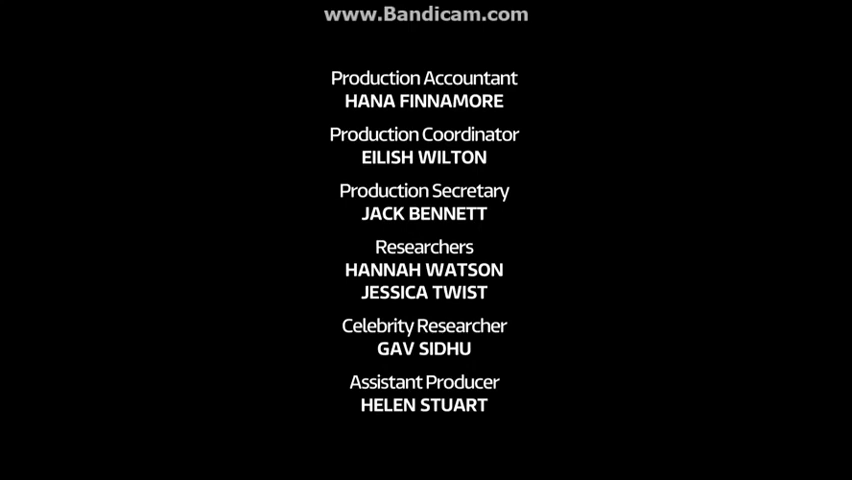 www.Bandicam.com
Production Accountant
HANA FINNAMORE
Production Coordinator
EILISH WILTON
Production Secretary
JACK BENNETT
Researchers
HANNAH WATSON
JESSICA TWIST
Celebrity Researcher
GAV SIDHU
Assistant Producer
HELEN STUART